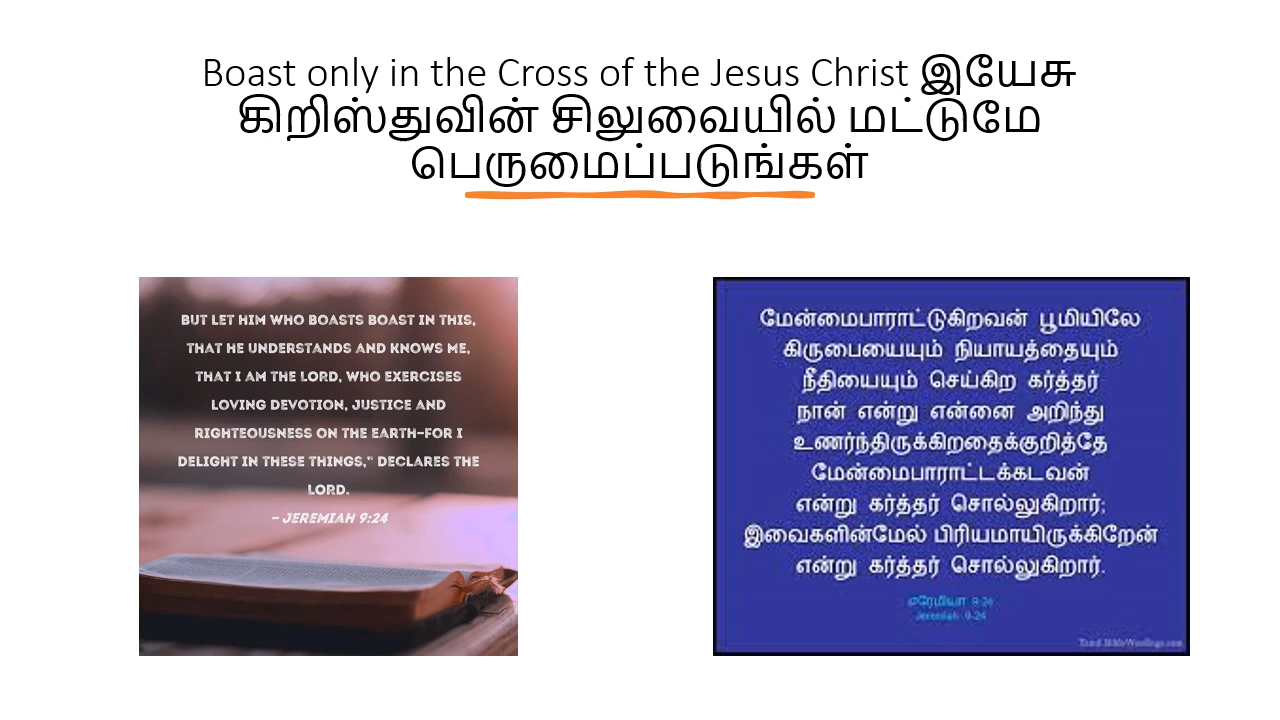 Boast only in the Cross of the Jesus Christ இயேசு
கிறிஸ்துவின் சிலுவையில் மட்டுமே
பெருமைப்படுங்கள்
BUT LET HIM WHO BOASTS BOAST IN THIS,
THAT HE UNDERSTANDS AND KNOWS ME,
THAT I AM THE LORD, WHO EXERCISES
LOVING DEVOTION, JUSTICE AND
RIGHTEOUSNESS ON THE EARTH—FOR I
DELIGHT IN THESE THINGS,” DECLARES THE
LORD.
- JEREMIAH 9:24
மேன்மைபாராட்டுகிறவன் பூமியிலே
கிருபையையும் நியாயத்தையும்
நீதியையும் செய்கிற கர்த்தர்
நான் என்று என்னை அறிந்து
உணர்ந்திருக்கிறதைக்குறித்தே
மேன்மைபாராட்டக்கடவன்
என்று கர்த்தர் சொல்லுகிறார்;
இவைகளின்மேல் பிரியமாயிருக்கிறேன்
என்று கர்த்தர் சொல்லுகிறார்.
எரேமியா 9:24
Jeremiah 9:24